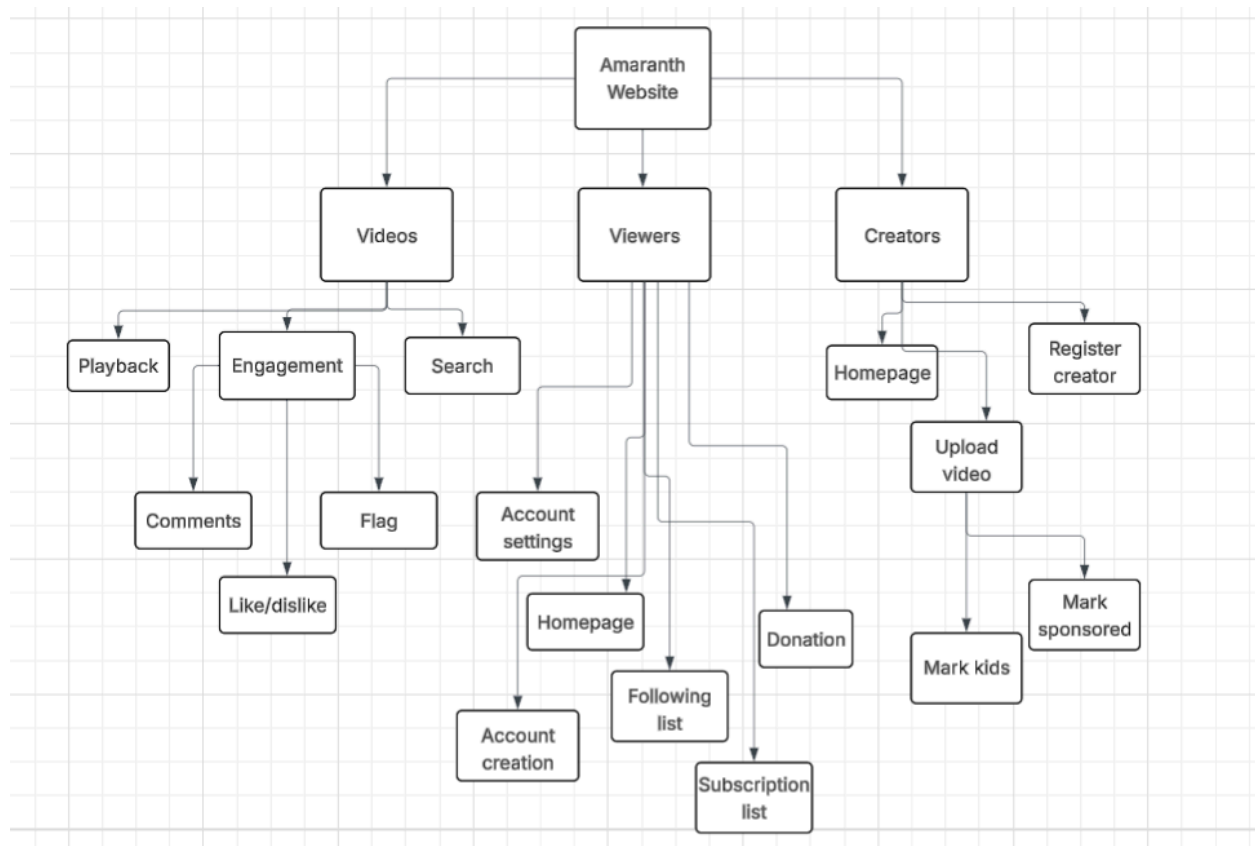 Amaranth
Website
Videos
Viewers
Creators
Playback
Engagement
Search
Homepage
Register
creator
Upload
video
Comments
Flag
Account
settings
Like/dislike
Homepage
Donation
Mark
sponsored
Mark kids
Following
list
Account
creation
Subscription
list